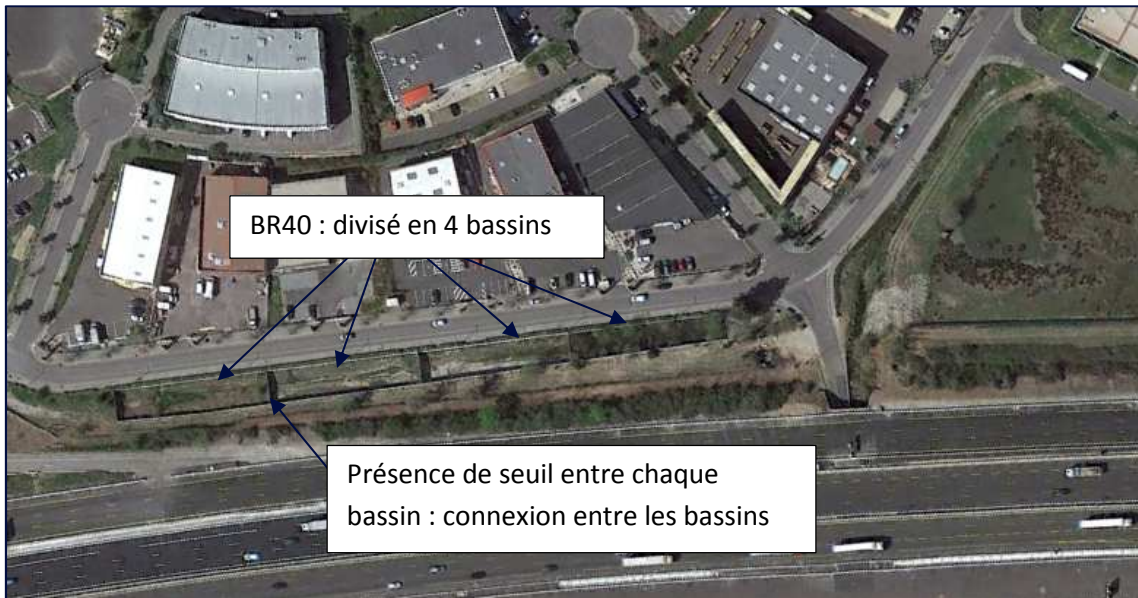 BR40 : divisé en 4 bassins
Présence de seuil entre chaque
bassin : connexion entre les bassins